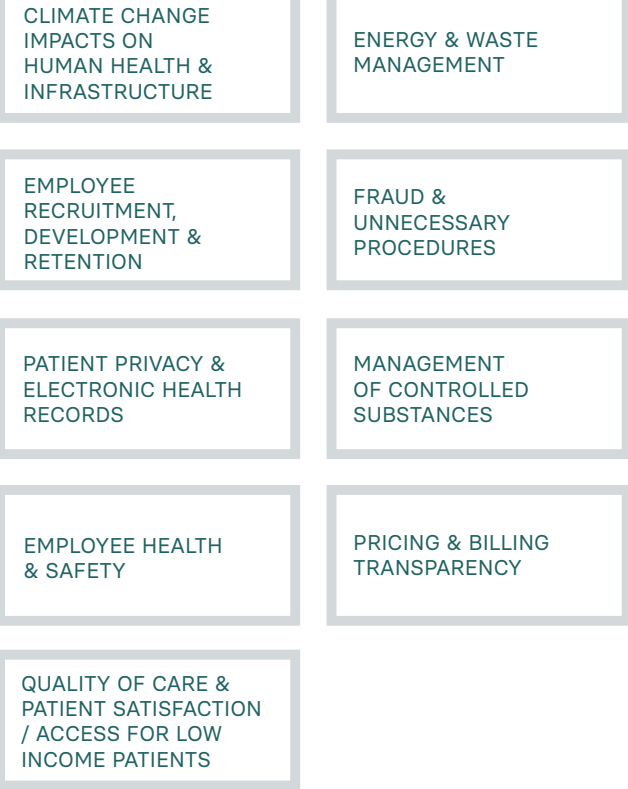 CLIMATE CHANGE
IMPACTS ON
HUMAN HEALTH &
INFRASTRUCTURE
ENERGY & WASTE
MANAGEMENT
EMPLOYEE
RECRUITMENT,
DEVELOPMENT &
RETENTION
FRAUD &
UNNECESSARY
PROCEDURES
PATIENT PRIVACY &
ELECTRONIC HEALTH
RECORDS
MANAGEMENT
OF CONTROLLED
SUBSTANCES
EMPLOYEE HEALTH
& SAFETY
PRICING & BILLING
TRANSPARENCY
QUALITY OF CARE &
PATIENT SATISFACTION
/ ACCESS FOR LOW
INCOME PATIENTS